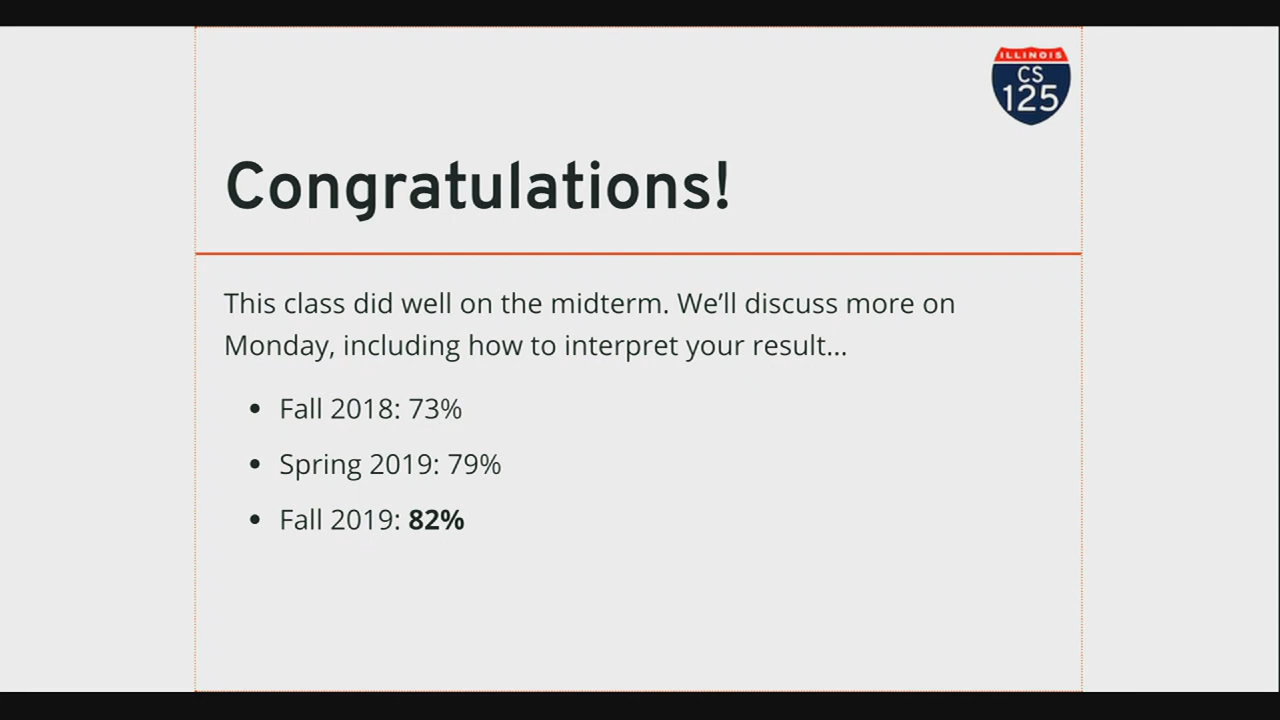 ILLINOIS
CS
125
Congratulations!
This class did well on the midterm. We’ll discuss more on
Monday, including how to interpret your result...
• Fall 2018: 73%
• Spring 2019: 79%
• Fall 2019: 82%